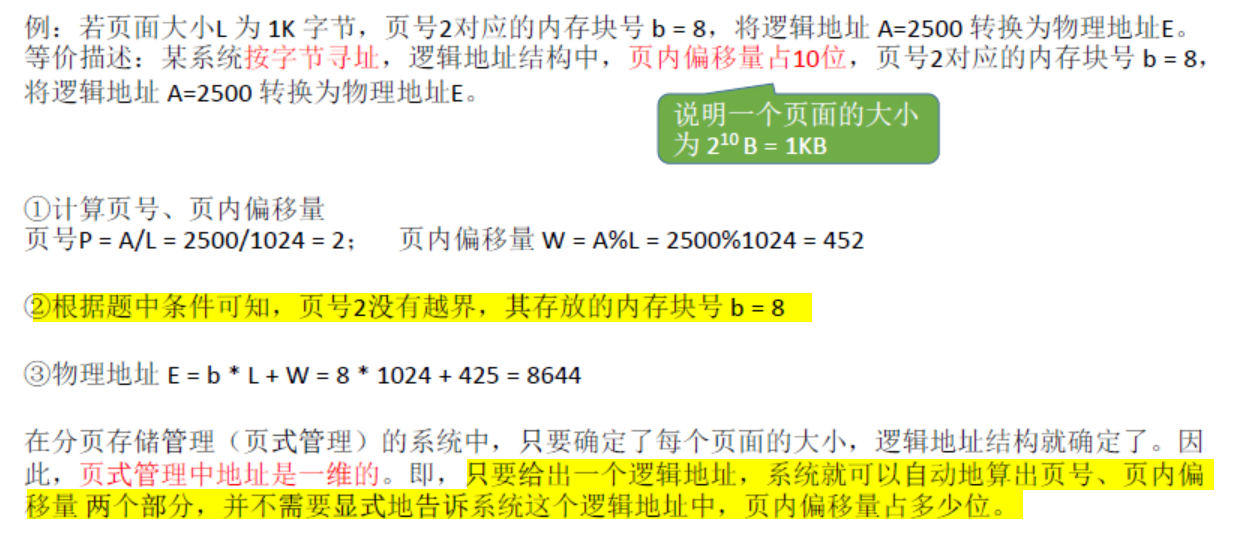 例：若页面大小L 为 1K 字节，页号2对应的内存块号 b = 8，将逻辑地址 A=2500 转换为物理地址E。
等价描述：某系统按字节寻址，逻辑地址结构中，页内偏移量占10位，页号2对应的内存块号 b = 8，
将逻辑地址 A=2500 转换为物理地址E。
说明一个页面的大小
为 2¹⁰ B = 1KB
①计算页号、页内偏移量
页号P = A/L = 2500/1024 = 2； 页内偏移量 W = A%L = 2500%1024 = 452
②根据题中条件可知，页号2没有越界，其存放的内存块号 b = 8
③物理地址 E = b * L + W = 8 * 1024 + 425 = 8644
在分页存储管理（页式管理）的系统中，只要确定了每个页面的大小，逻辑地址结构就确定了。因
此，页式管理中地址是一维的。即，只要给出一个逻辑地址，系统就可以自动地算出页号、页内偏
移量 两个部分，并不需要显式地告诉系统这个逻辑地址中，页内偏移量占多少位。